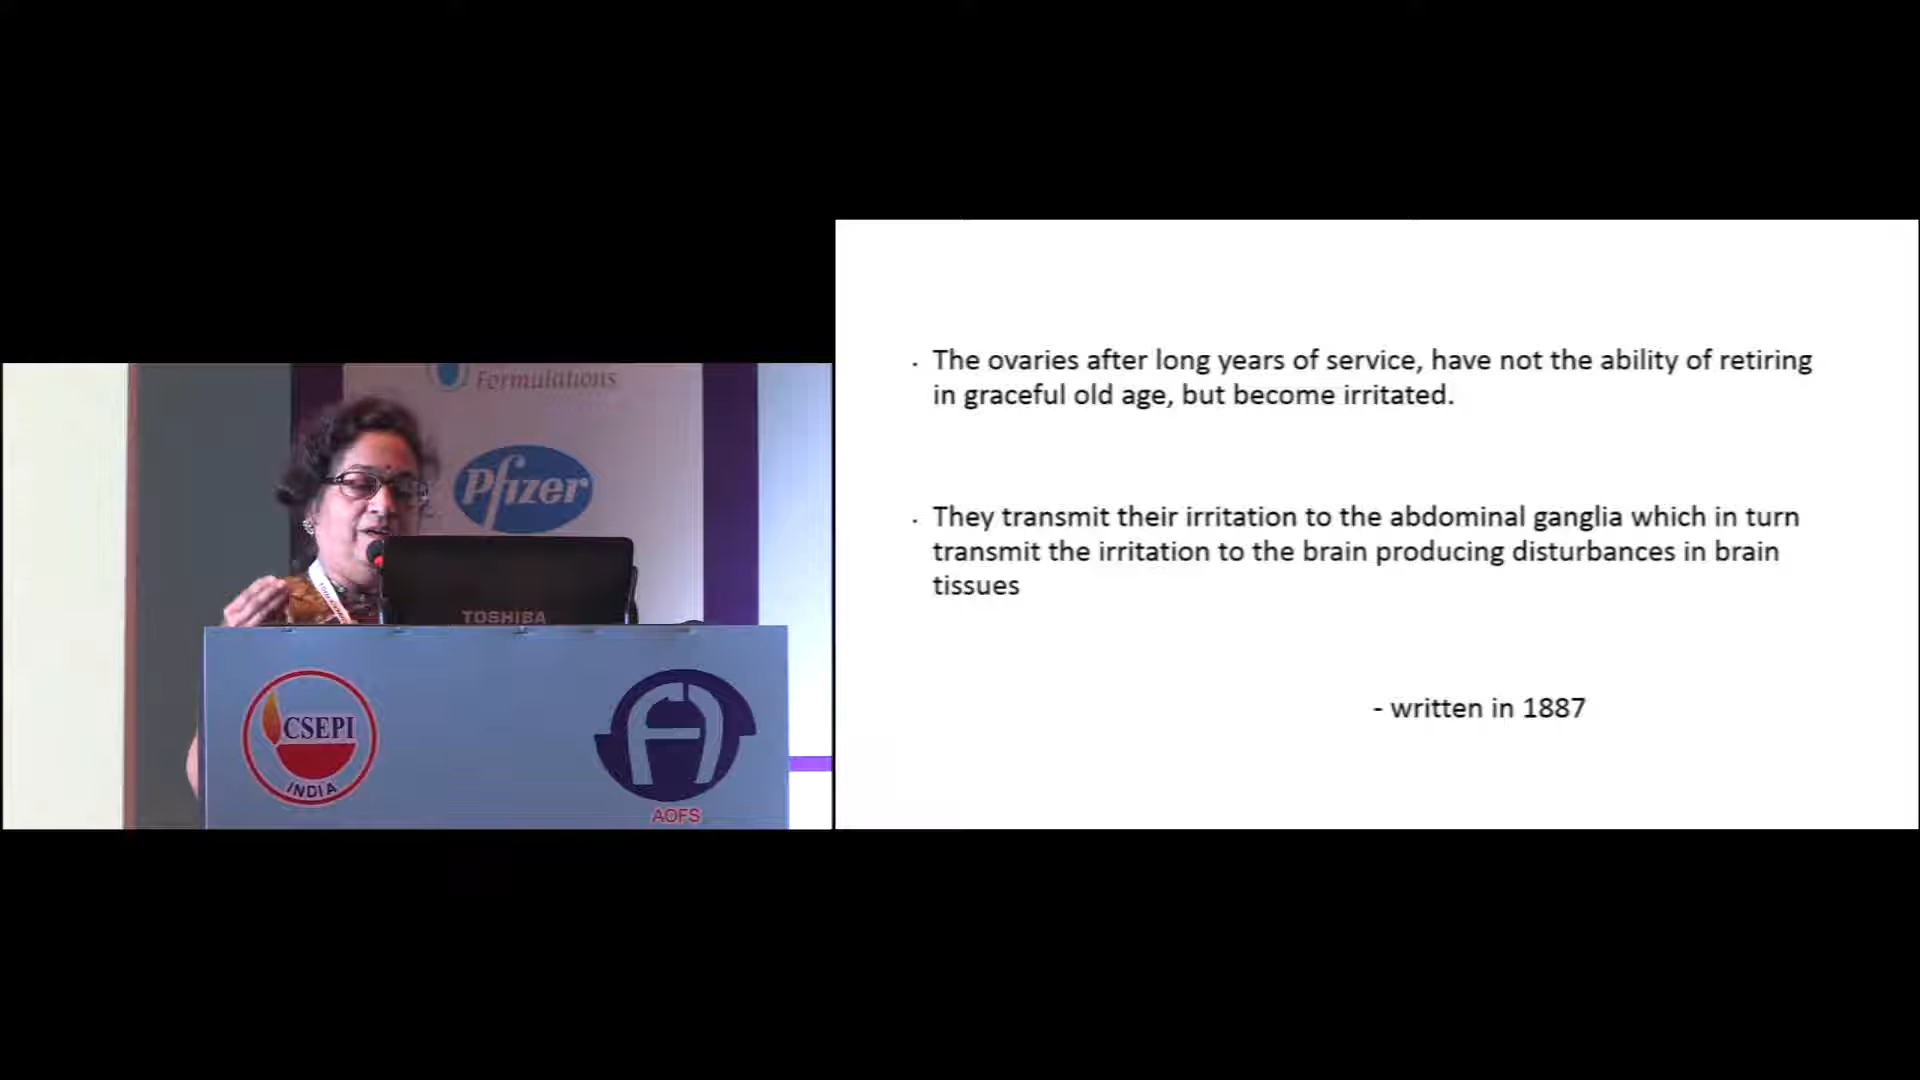 Formulations
Pfizer
TOSHIBA
CSEPI
INDIA
AOFS
. The ovaries after long years of service, have not the ability of retiring
in graceful old age, but become irritated.
. They transmit their irritation to the abdominal ganglia which in turn
transmit the irritation to the brain producing disturbances in brain
tissues
- written in 1887